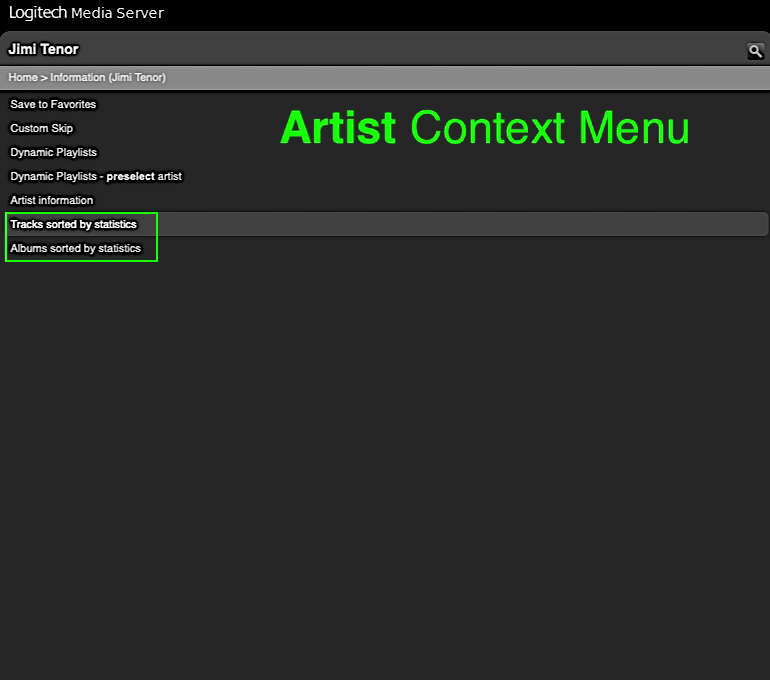 Logitech Media Server
Jimi Tenor
Home > Information (Jimi Tenor)
Save to Favorites
Artist Context Menu
Custom Skip
Dynamic Playlists
Dynamic Playlists - preselect artist
Artist information
Tracks sorted by statistics
Albums sorted by statistics